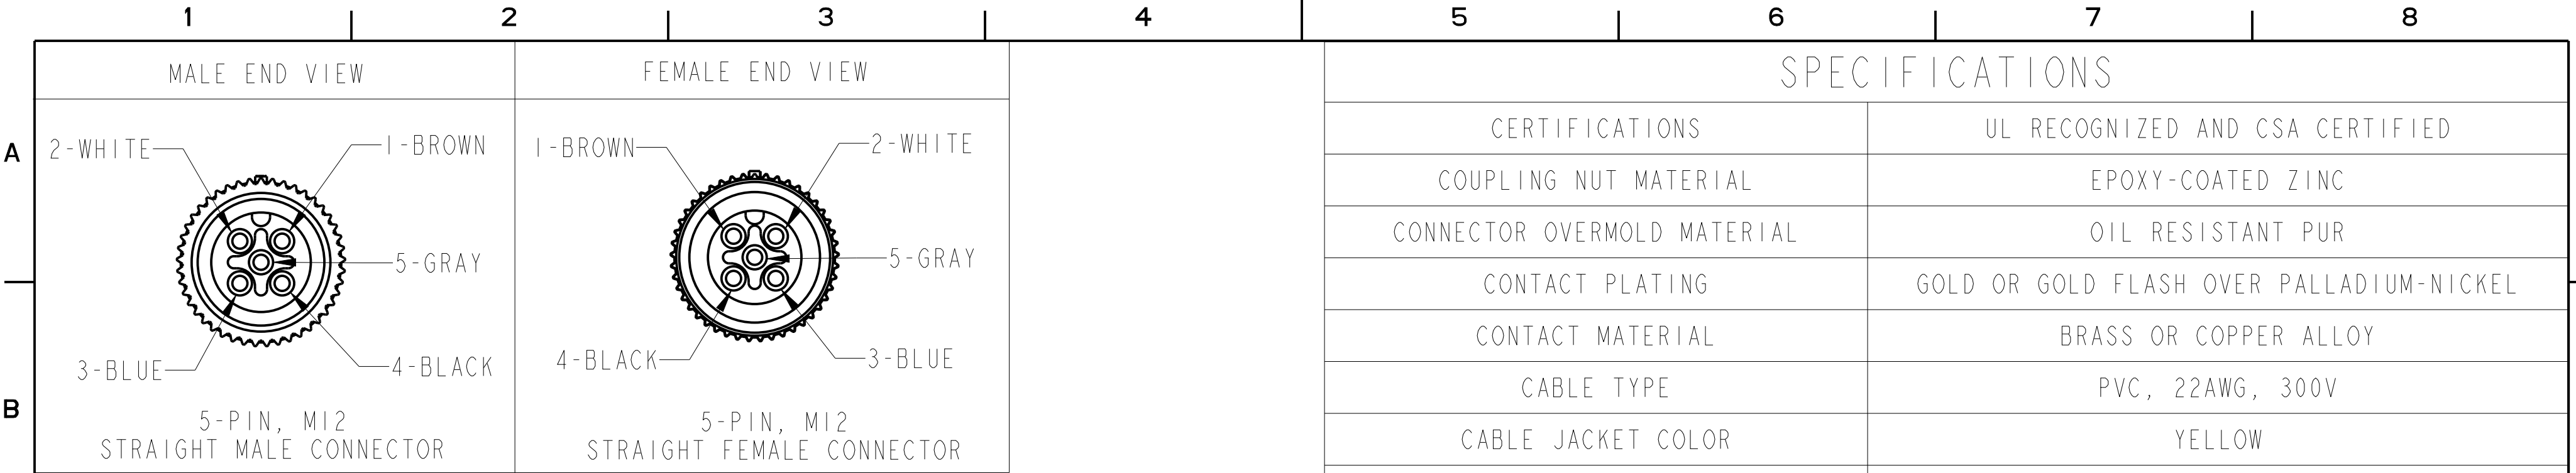 1 2 3 4 5 6 7 8
A
B
MALE END VIEW
2-WHITE
1-BROWN
5-GRAY
3-BLUE
4-BLACK
5-PIN, M12
STRAIGHT MALE CONNECTOR
FEMALE END VIEW
1-BROWN
2-WHITE
5-GRAY
4-BLACK
3-BLUE
5-PIN, M12
STRAIGHT FEMALE CONNECTOR
SPECIFICATIONS
CERTIFICATIONS UL RECOGNIZED AND CSA CERTIFIED
COUPLING NUT MATERIAL EPOXY-COATED ZINC
CONNECTOR OVERMOLD MATERIAL OIL RESISTANT PUR
CONTACT PLATING GOLD OR GOLD FLASH OVER PALLADIUM-NICKEL
CONTACT MATERIAL BRASS OR COPPER ALLOY
CABLE TYPE PVC, 22AWG, 300V
CABLE JACKET COLOR YELLOW